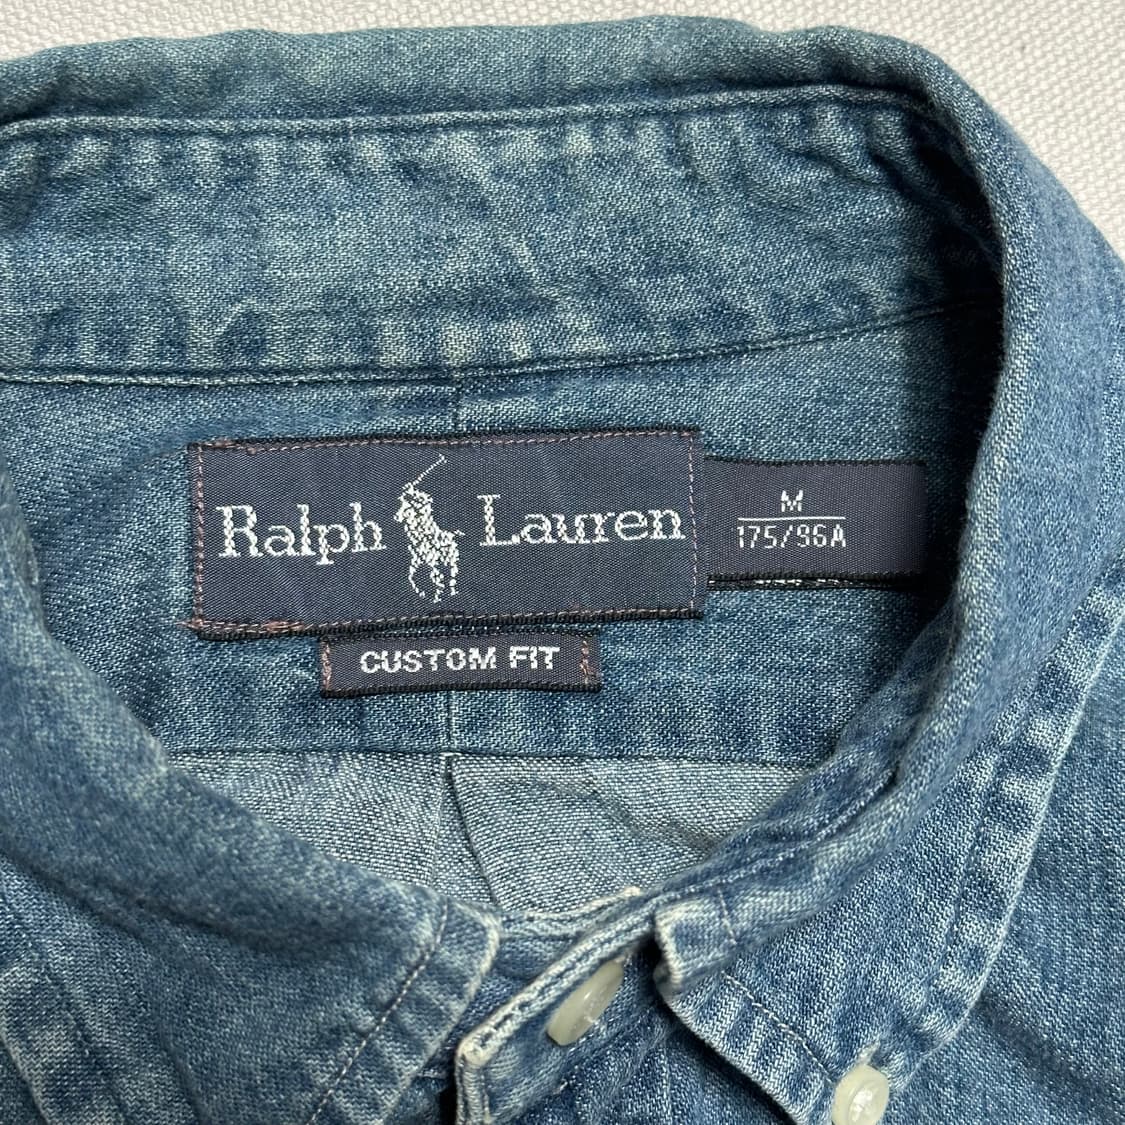 Ralph Lauren
M
175/96A
CUSTOM FIT